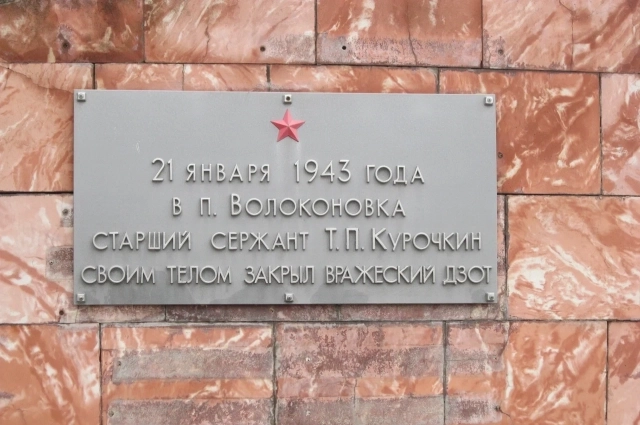 21 января 1943 года
в п. Волоконовка
старший сержант Т.П. Курочкин
своим телом закрыл вражеский дзот